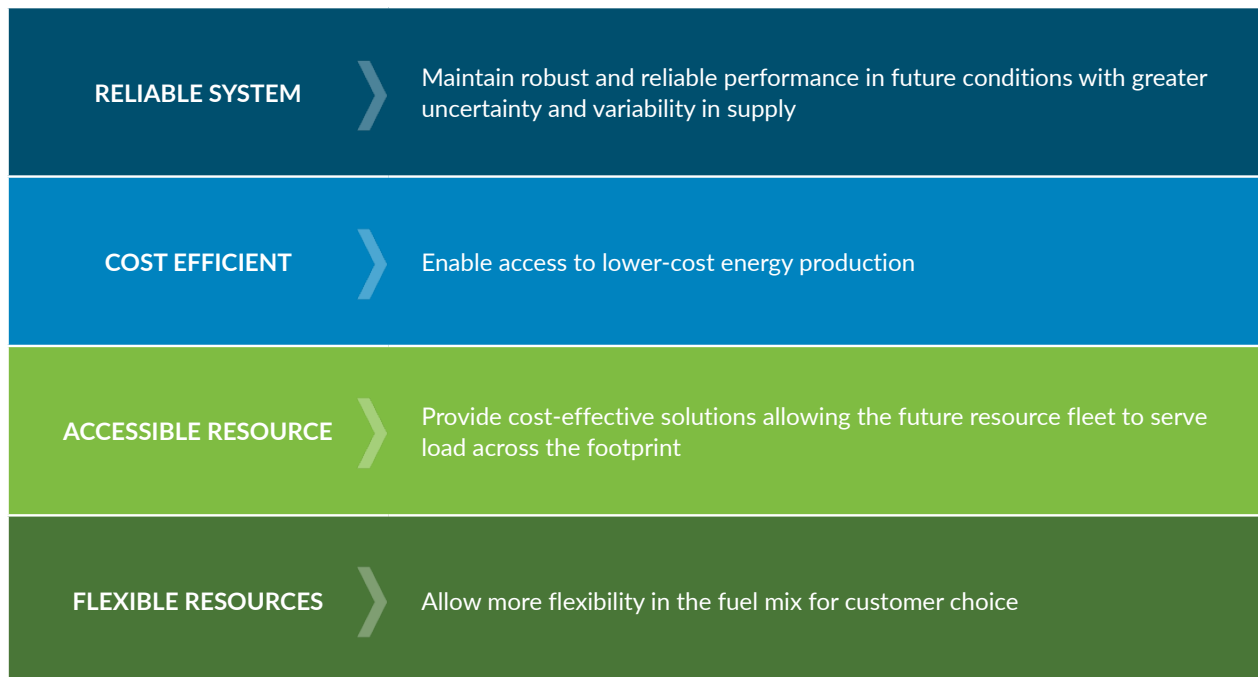 RELIABLE SYSTEM
Maintain robust and reliable performance in future conditions with greater
uncertainty and variability in supply
COST EFFICIENT
Enable access to lower-cost energy production
ACCESSIBLE RESOURCE
Provide cost-effective solutions allowing the future resource fleet to serve
load across the footprint
FLEXIBLE RESOURCES
Allow more flexibility in the fuel mix for customer choice